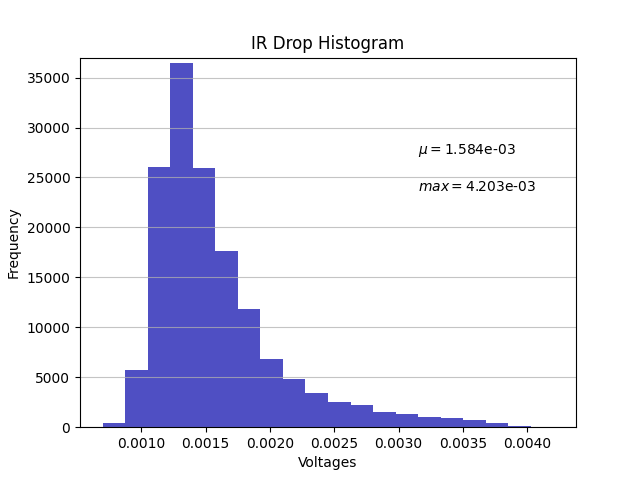 IR Drop Histogram
35000
30000
25000
20000
15000
10000
5000
0
Frequency
μ = 1.584e-03
max = 4.203e-03
0.0010 0.0015 0.0020 0.0025 0.0030 0.0035 0.0040
Voltages